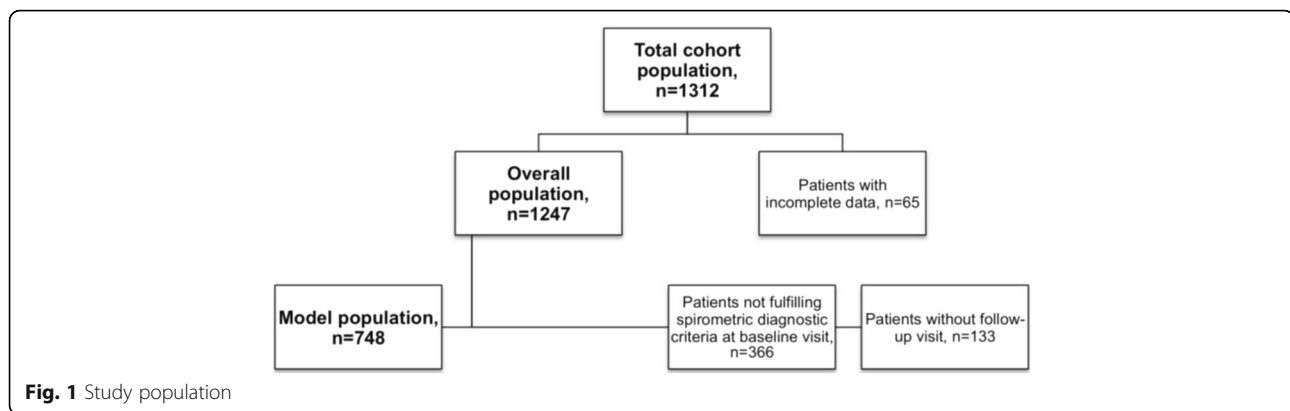 Total cohort
population,
n=1312
Overall
population,
n=1247
Patients with
incomplete data, n=65
Model population,
n=748
Patients not fulfilling
spirometric diagnostic
criteria at baseline visit,
n=366
Patients without follow-
up visit, n=133
Fig. 1 Study population